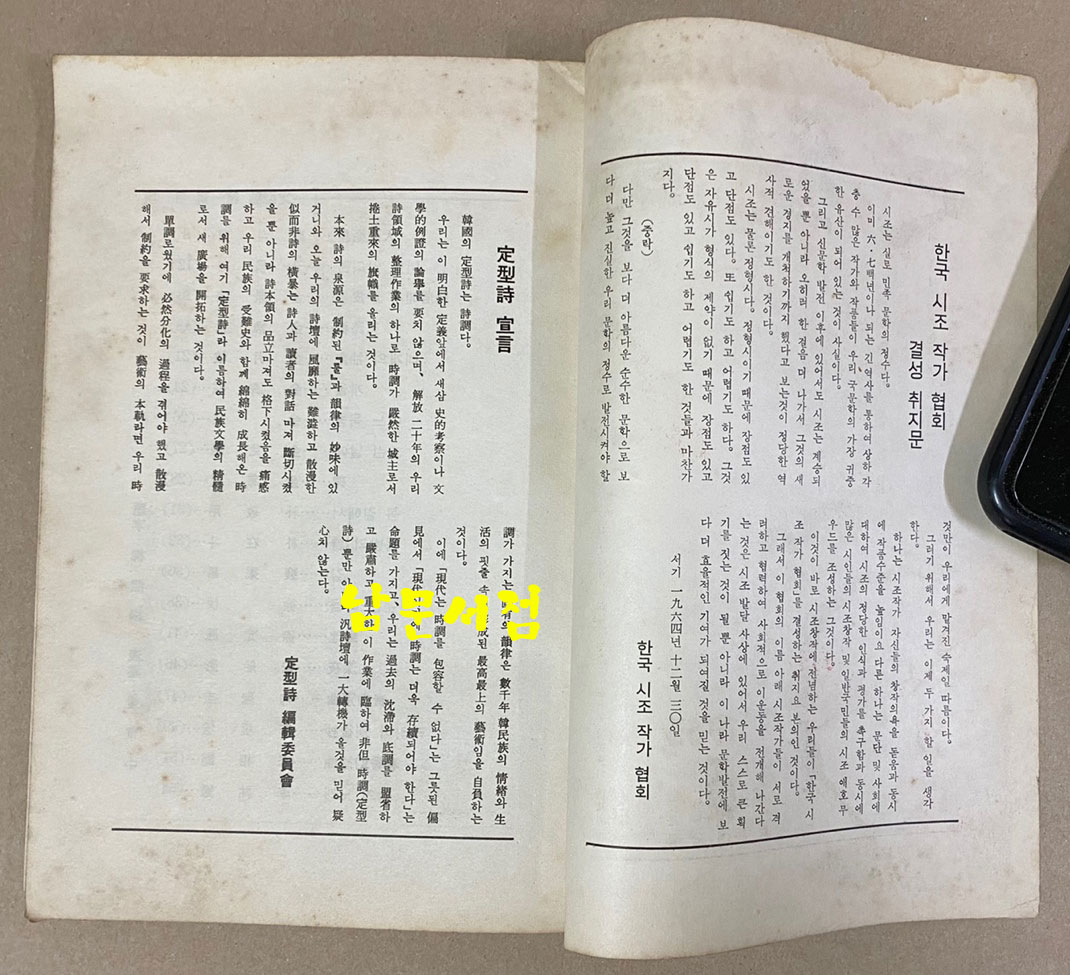 한국 시조 작가 협회
결성 취지문
시조는 실로 민족 문학의 정수다.
이미 六·七백년이나 되는 긴 역사를 통하여 상하 각
층 수 많은 작가와 작품들이 우리 국문학의 가장 귀중
한 유산이 되어 있는 것이 사실이다.
그리고 신문학 발전 이후에 있어서도 시조는 계승되
었을 뿐 아니라 오히려 한 걸음 더 나가서 그것의 새
로운 경지를 개척하기까지 했다고 보는것이 정당한 역
사적 견해이기도 한 것이다.
시조는 물론 정형시다. 정형시이기 때문에 장점도 있
고 단점도 있다. 또 쉽기도 하고 어렵기도 하다. 그것
은 자유시가 형식의 제약이 없기 때문에 장점도 있고
단점도 있고 쉽기도 하고 어렵기도 한 것들과 마찬가
지다.
(중략)
다만 그것을 보다 더 아름다운 순수한 문학으로 보
다 더 높고 진실한 우리 문학의 정수로 발전시켜야 할
것만이 우리에게 맡겨진 숙제일 따름이다.
그러기 위해서 우리는 이제 두 가지 할 일을 생각
한다.
하나는 시조작가 자신들의 창작의욕을 돋움과 동시
에 작품수준을 높임이요 다른 하나는 문단 및 사회에
대하여 시조의 정당한 인식과 평가를 촉구함과 동시에
많은 시인들의 시조창작 및 일반국민들의 시조 애호 무
우드를 조성하는 그것이다.
이것이 바로 시조창작에 전념하는 우리들이 「한국 시
조 작가 협회」를 결성하는 취지요 본의인 것이다.
그래서 이 협회의 이름 아래 시조작가들이 서로 격
려하고 협력하여 사회적으로 이 운동을 전개해 나간다
는 것은 시조 발달 사상에 있어서 우리 스스로 큰 획
기를 짓는 것이 될 뿐 아니라 이 나라 문학발전에 보
다 더 효율적인 기여가 되여질 것을 믿는 것이다.
서기 一九六四년 十二월 三○일
한국 시조 작가 협회
定型詩 宣言
韓國의 定型詩는 詩調다.
우리는 이 明白한 定義앞에서 새삼 史的考察이나 文
學的例證의 論擧를 要치 않으며、解放 二十年의 우리
詩領域의 整理作業의 하나로 時調가 嚴然한 城主로서
捲土重來의 旗幟를 올리는 것이다.
本來 詩의 泉源은 制約된 『틀』과 韻律의 妙味에 있
거니와 오늘 우리의 詩壇에 風靡하는 難澁하고 散漫한
似而非詩의 橫暴는 詩人과 讀者의 對話 마져 斷切시켰
을 뿐 아니라 詩本領의 品立마져도 格下시켰음을 痛感
하고 우리 民族의 受難史와 함께 綿綿히 成長해온 時
調를 위해 여기 「定型詩」라 이름하여 民族文學의 精髓
로서 새 廣場을 開拓하는 것이다.
單調로웠기에 必然分化의 過程을 겪어야 했고 散漫
해서 制約을 要求하는 것이 藝術의 本軌라면 우리 時
調가 가지는 固有의 韻律은 數千年 韓民族의 情緖와 生
活의 핏줄 속 成된 最高最上의 藝術임을 自負하는
것이다.
이에 「現代는 時調를 包容할 수 없다」는 그릇된 偏
見에서 「現代 에 時調는 더욱 存續되어야 한다」는
命題를 가지고、우리는 過去의 沈滯와 底調를 盟省하
고 嚴肅하고 重大한 이 作業에 臨하여 非但 時調(定型
詩)뿐만 아 汎詩壇에 一大轉機가 올것을 믿어 疑
心치 않는다.
定型詩 編輯委員會
남문서점